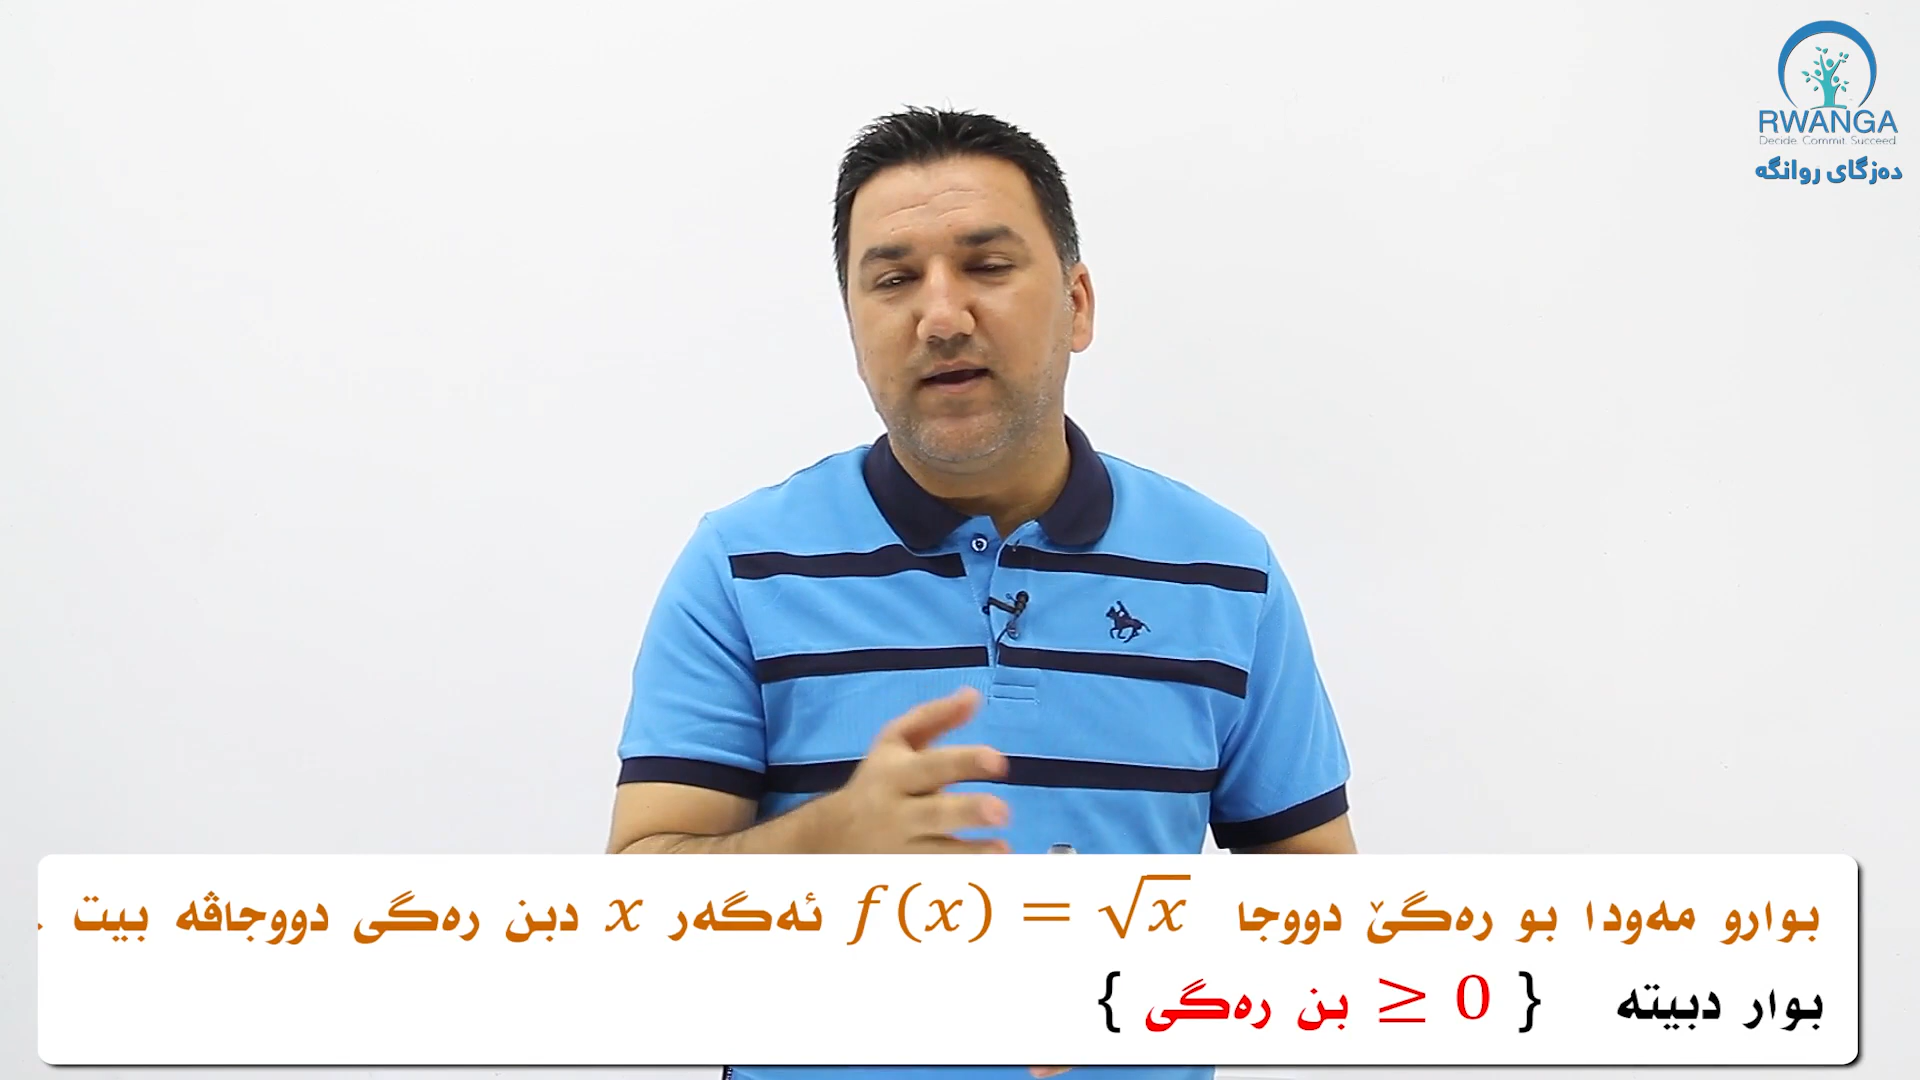 RWANGA
Decide. Commit. Succeed
دەزگای روانگە
بوارو مەودا بو رەگێ دووجا f(x) = √x ئەگەر x دبن رەگی دووجاڤە بیت .
بوار دبیتە { بن رەگی ≥ 0 }